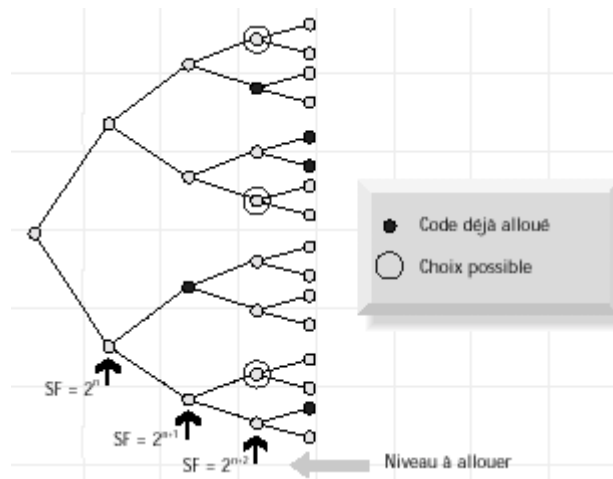 Code déjà alloué
Choix possible
SF = 2ⁿ
SF = 2ⁿ⁺¹
SF = 2ⁿ⁺²
Niveau à allouer